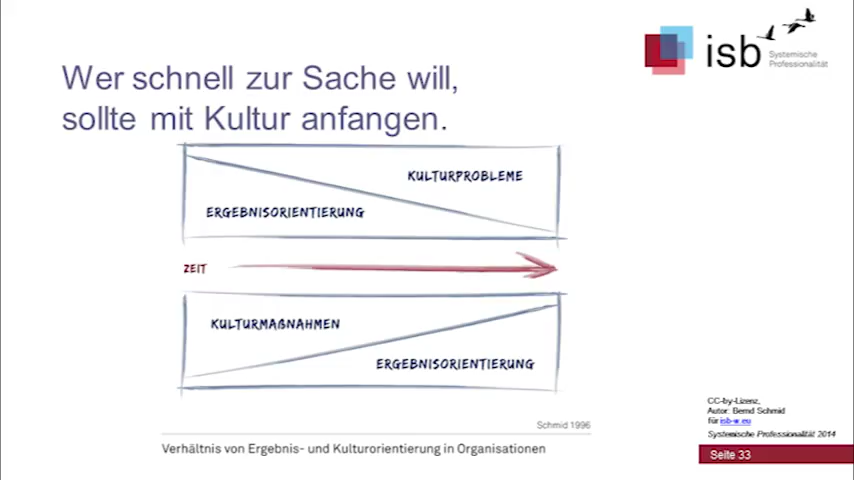 isb
Systemische
Professionalität
Wer schnell zur Sache will,
sollte mit Kultur anfangen.
KULTURPROBLEME
ERGEBNISORIENTIERUNG
ZEIT
KULTURMAßNAHMEN
ERGEBNISORIENTIERUNG
Schmid 1996
Verhältnis von Ergebnis- und Kulturorientierung in Organisationen
CC-by-Lizenz,
Autor: Bernd Schmid
für isb-w.eu
Systemische Professionalität 2014
Seite 33